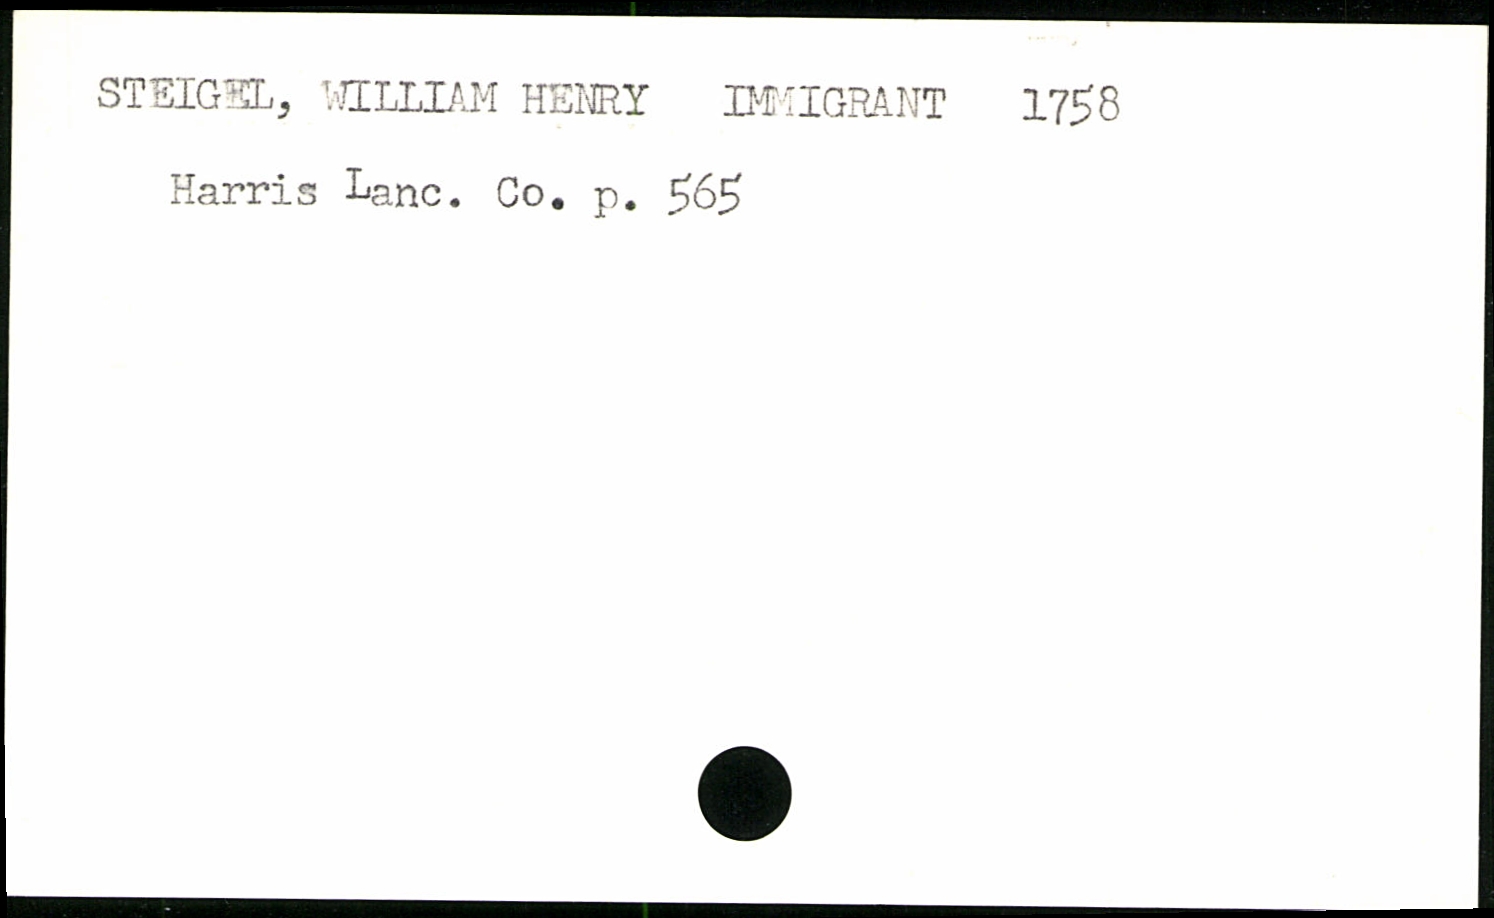 STEIGEL, WILLIAM HENRY IMMIGRANT 1758
Harris Lanc. Co. p. 565